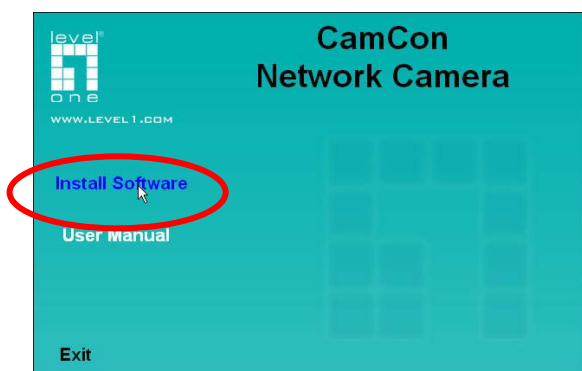 level®
one
WWW.LEVEL1.COM
CamCon
Network Camera
Install Software
User Manual
Exit